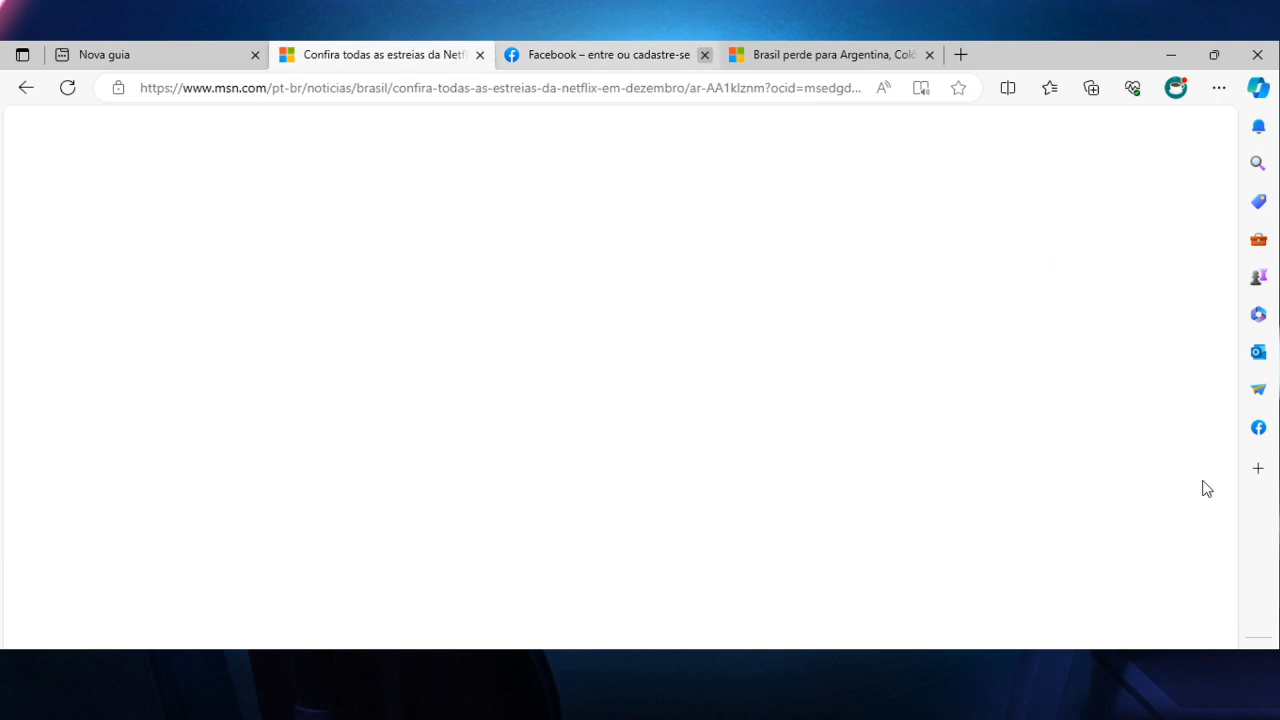 Nova guia
Confira todas as estreias da Netfl
Facebook – entre ou cadastre-se
Brasil perde para Argentina, Colô
https://www.msn.com/pt-br/noticias/brasil/confira-todas-as-estreias-da-netflix-em-dezembro/ar-AA1klznm?ocid=msedgd...